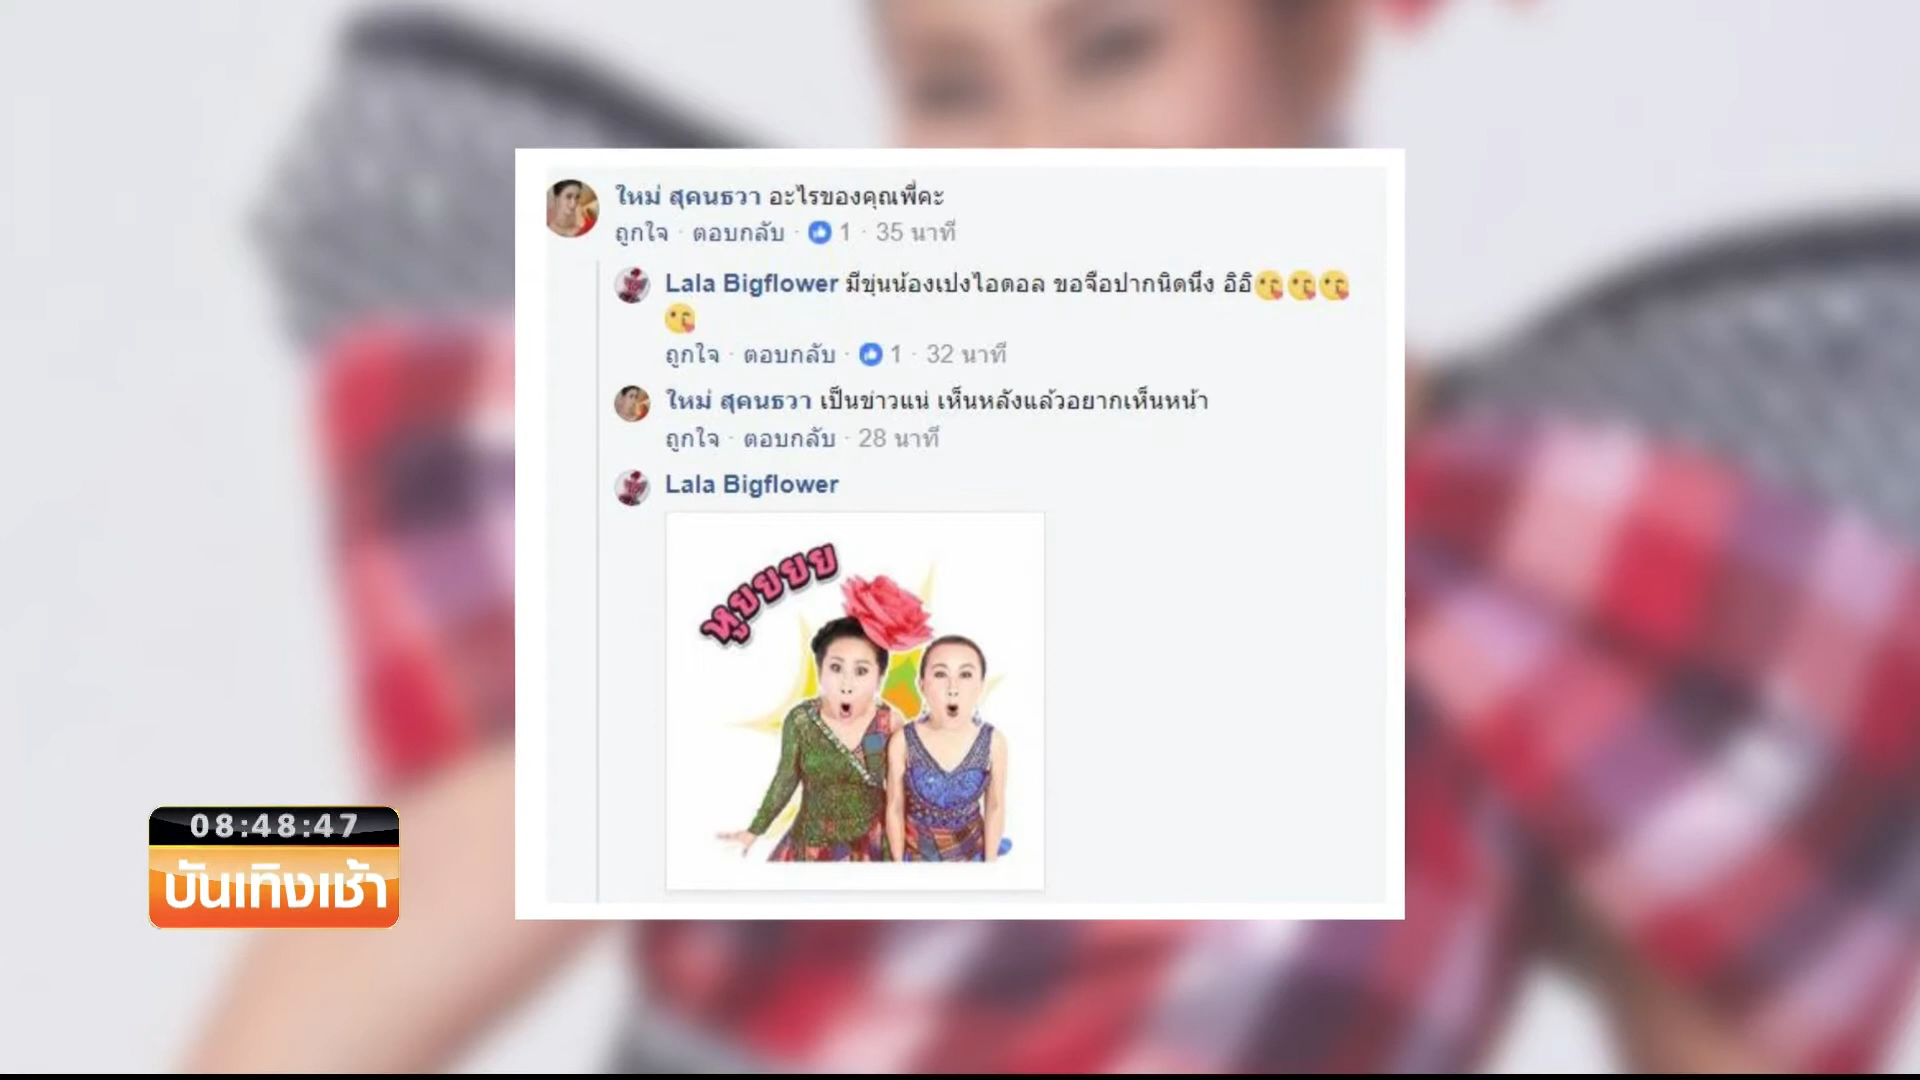 ใหม่ สุคนธวา อะไรของคุณพี่คะ
ถูกใจ · ตอบกลับ · 1 · 35 นาที
Lala Bigflower มีขุ่นน้องเปงไอตอล ขอจือปากนิดนึง อิอิ😘😘😘
😘
ถูกใจ · ตอบกลับ · 1 · 32 นาที
ใหม่ สุคนธวา เป็นข่าวแน่ เห็นหลังแล้วอยากเห็นหน้า
ถูกใจ · ตอบกลับ · 28 นาที
Lala Bigflower
หูยยยย
08:48:47
บันเทิงเช้า